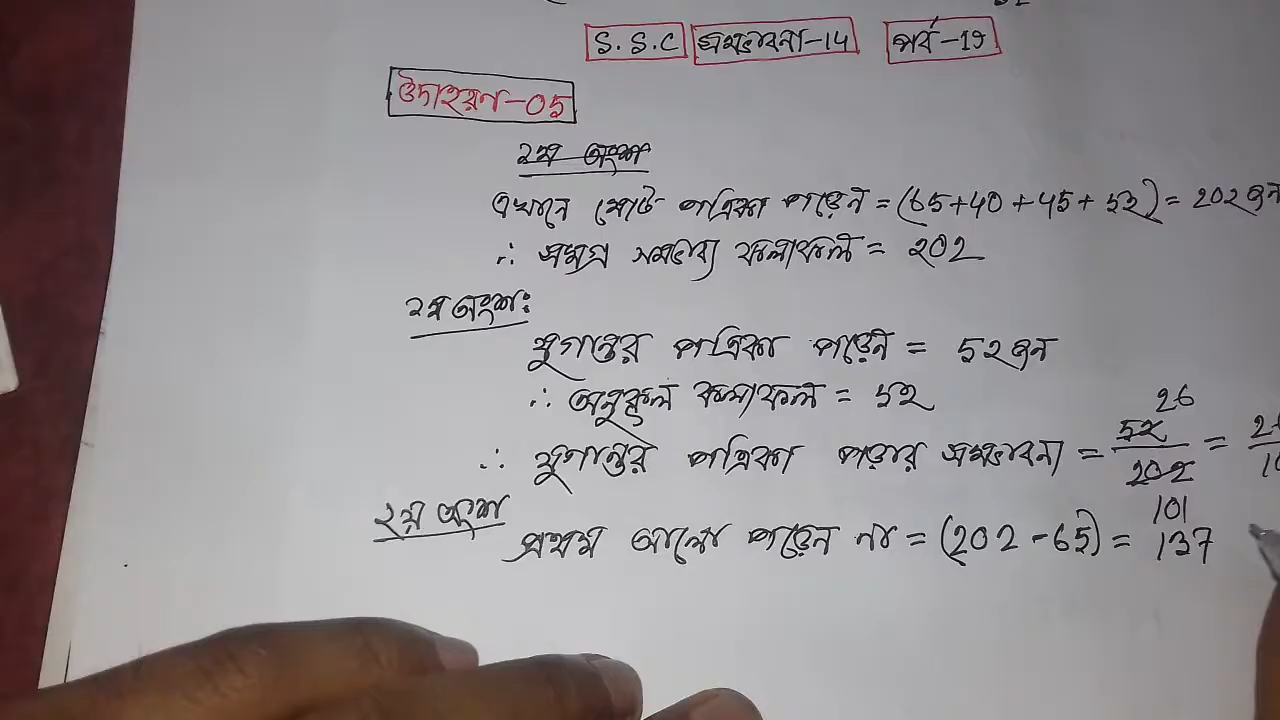 S. S. C সম্ভাবনা-14 পর্ব-19
উদাহরণ-05
১ম অংশ
এখানে মোট পত্রিকা পড়েন = (65+40+45+52) = 202 জন
∴ সমগ্র সম্ভাব্য ফলাফল = 202
১ম অংশ:
যুগান্তর পত্রিকা পড়েন = 52 জন
∴ অনুকূল ফলাফল = 52
26
∴ যুগান্তর পত্রিকা পড়ার সম্ভাবনা = 52/202 =
101
২য় অংশ
প্রথম আলো পড়েন না = (202-65) = 137